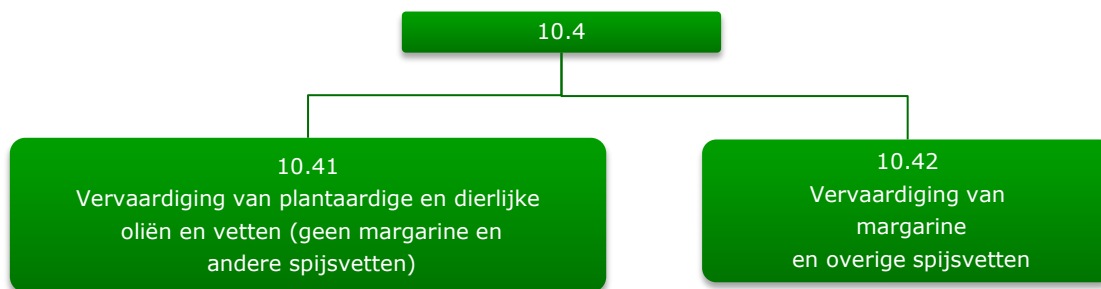 10.4
10.41
Vervaardiging van plantaardige en dierlijke
oliën en vetten (geen margarine en
andere spijsvetten)
10.42
Vervaardiging van
margarine
en overige spijsvetten